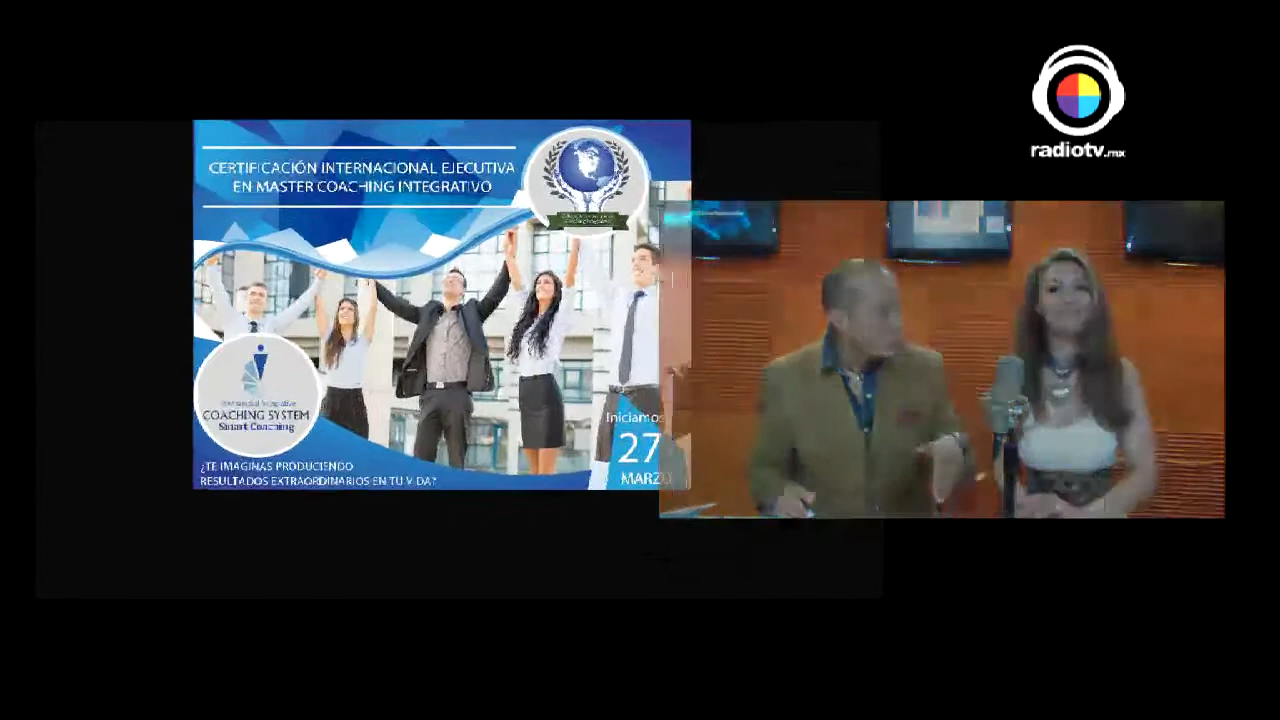 CERTIFICACIÓN INTERNACIONAL EJECUTIVA
EN MASTER COACHING INTEGRATIVO
radiotv.mx
COACHING SYSTEM
Smart Coaching
Iniciamos
27
MARZO
¿TE IMAGINAS PRODUCIENDO
RESULTADOS EXTRAORDINARIOS EN TU VIDA?